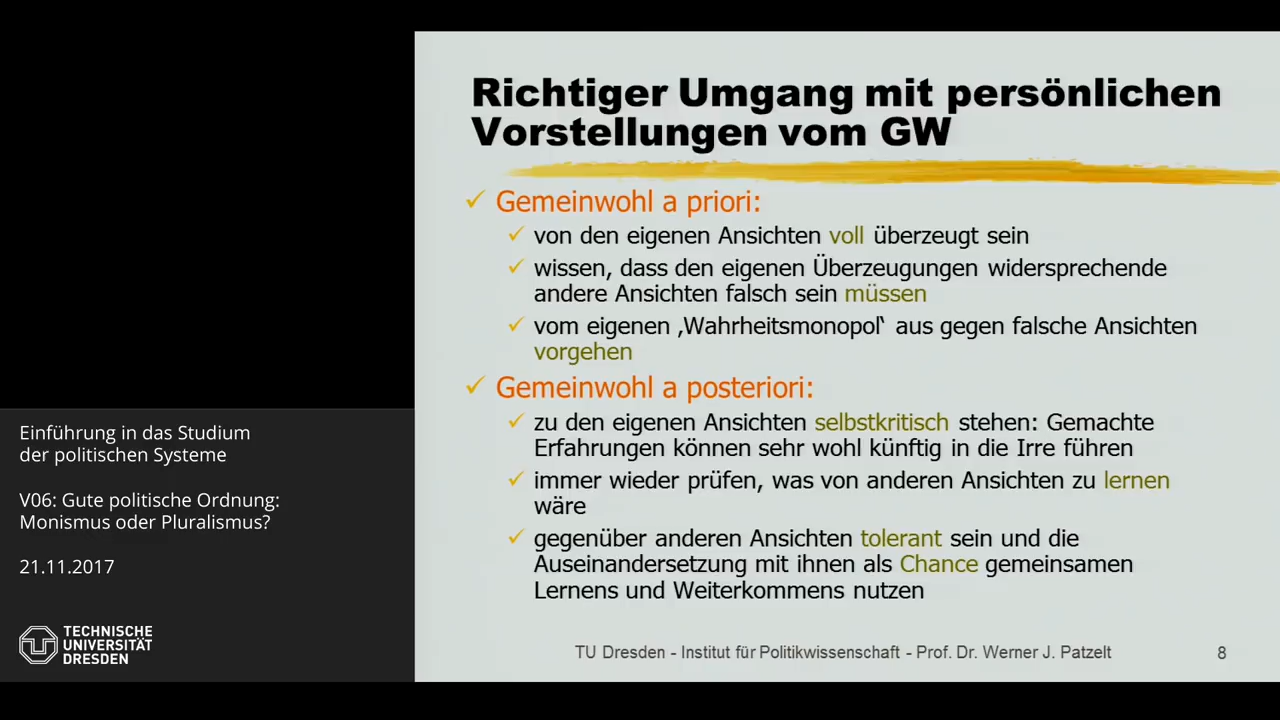 Richtiger Umgang mit persönlichen
Vorstellungen vom GW
Gemeinwohl a priori:
von den eigenen Ansichten voll überzeugt sein
wissen, dass den eigenen Überzeugungen widersprechende
andere Ansichten falsch sein müssen
vom eigenen ‚Wahrheitsmonopol‘ aus gegen falsche Ansichten
vorgehen
Gemeinwohl a posteriori:
zu den eigenen Ansichten selbstkritisch stehen: Gemachte
Erfahrungen können sehr wohl künftig in die Irre führen
immer wieder prüfen, was von anderen Ansichten zu lernen
wäre
gegenüber anderen Ansichten tolerant sein und die
Auseinandersetzung mit ihnen als Chance gemeinsamen
Lernens und Weiterkommens nutzen
TU Dresden - Institut für Politikwissenschaft - Prof. Dr. Werner J. Patzelt 8
Einführung in das Studium
der politischen Systeme
V06: Gute politische Ordnung:
Monismus oder Pluralismus?
21.11.2017
TECHNISCHE
UNIVERSITÄT
DRESDEN